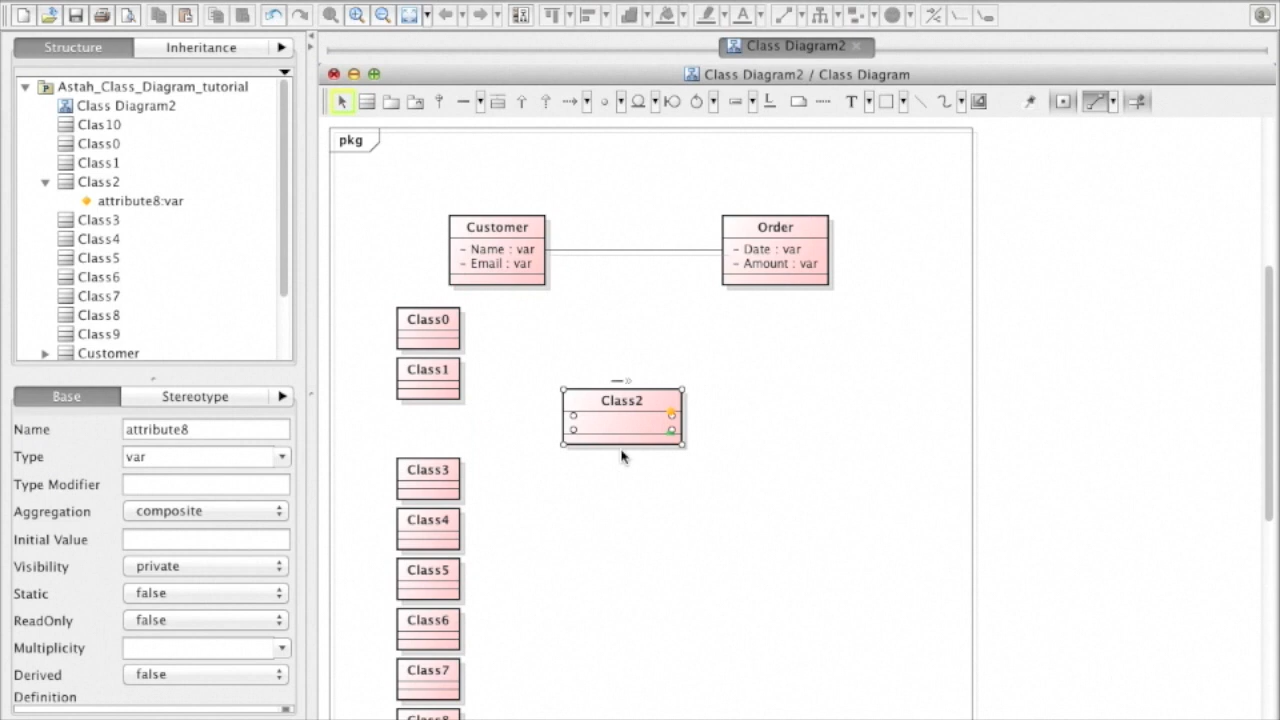 Class Diagram2
Structure
Inheritance
Class Diagram2 / Class Diagram
Astah_Class_Diagram_tutorial
Class Diagram2
Clas10
Class0
Class1
Class2
attribute8:var
Class3
Class4
Class5
Class6
Class7
Class8
Class9
Customer
Base
Stereotype
Name
attribute8
Type
var
Type Modifier
Aggregation
composite
Initial Value
Visibility
private
Static
false
ReadOnly
false
Multiplicity
Derived
false
Definition
T
A
pkg
Customer
- Name : var
- Email : var
Order
- Date : var
- Amount : var
Class0
Class1
Class2
Class3
Class4
Class5
Class6
Class7
Class8